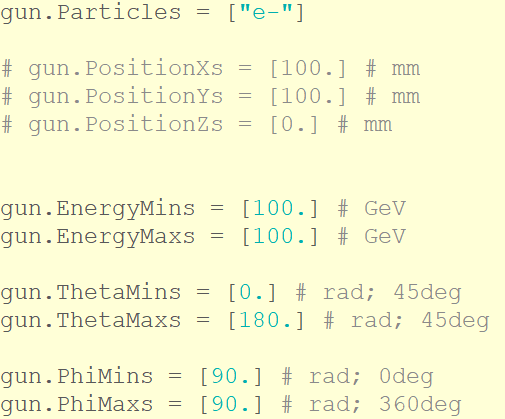 gun.Particles = ["e-"]
# gun.PositionXs = [100.] # mm
# gun.PositionYs = [100.] # mm
# gun.PositionZs = [0.] # mm
gun.EnergyMins = [100.] # GeV
gun.EnergyMaxs = [100.] # GeV
gun.ThetaMins = [0.] # rad; 45deg
gun.ThetaMaxs = [180.] # rad; 45deg
gun.PhiMins = [90.] # rad; 0deg
gun.PhiMaxs = [90.] # rad; 360deg